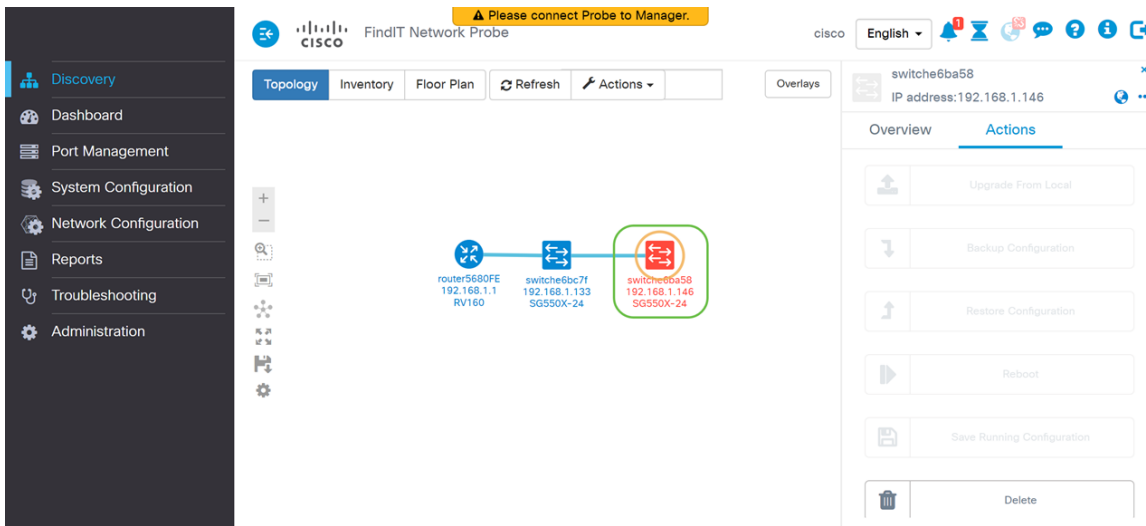 Please connect Probe to Manager.
CISCO
FindIT Network Probe
cisco
English
1
Discovery
Dashboard
Port Management
System Configuration
Network Configuration
Reports
Troubleshooting
Administration
Topology
Inventory
Floor Plan
Refresh
Actions
Overlays
switche6ba58
IP address:192.168.1.146
Overview
Actions
Upgrade From Local
Backup Configuration
Restore Configuration
Reboot
Save Running Configuration
Delete
router5680FE
192.168.1.1
RV160
switche6bc7f
192.168.1.133
SG550X-24
switche6ba58
192.168.1.146
SG550X-24